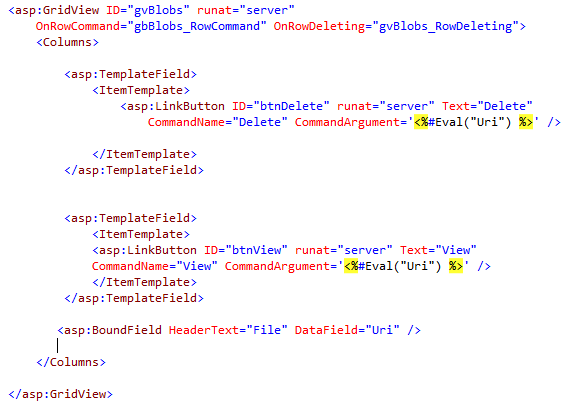 <asp:GridView ID="gvBlobs" runat="server"
OnRowCommand="gbBlobs_RowCommand" OnRowDeleting="gvBlobs_RowDeleting">
<Columns>
<asp:TemplateField>
<ItemTemplate>
<asp:LinkButton ID="btnDelete" runat="server" Text="Delete"
CommandName="Delete" CommandArgument='<%#Eval("Uri") %>' />
</ItemTemplate>
</asp:TemplateField>
<asp:TemplateField>
<ItemTemplate>
<asp:LinkButton ID="btnView" runat="server" Text="View"
CommandName="View" CommandArgument='<%#Eval("Uri") %>' />
</ItemTemplate>
</asp:TemplateField>
<asp:BoundField HeaderText="File" DataField="Uri" />
</Columns>
</asp:GridView>